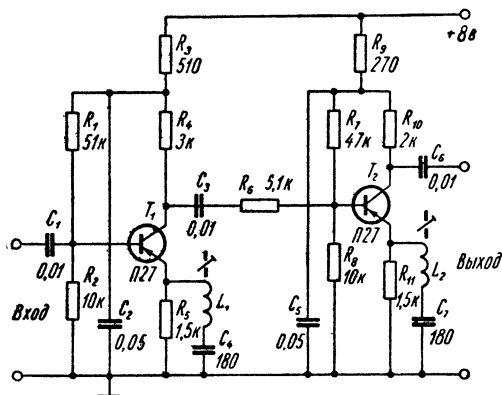 +8в
R₃
510
R₉
270
R₁
51к
R₄
3к
R₇
47к
R₁₀
2к
C₆
0,01
C₃
0,01
R₆ 5,1к
T₁
П27
T₂
П27
C₁
0,01
R₂
10к
Вход
C₂
0,05
R₅
1,5к
L₁
C₄
180
C₅
0,05
R₈
10к
R₁₁
1,5к
L₂
C₇
180
Выход